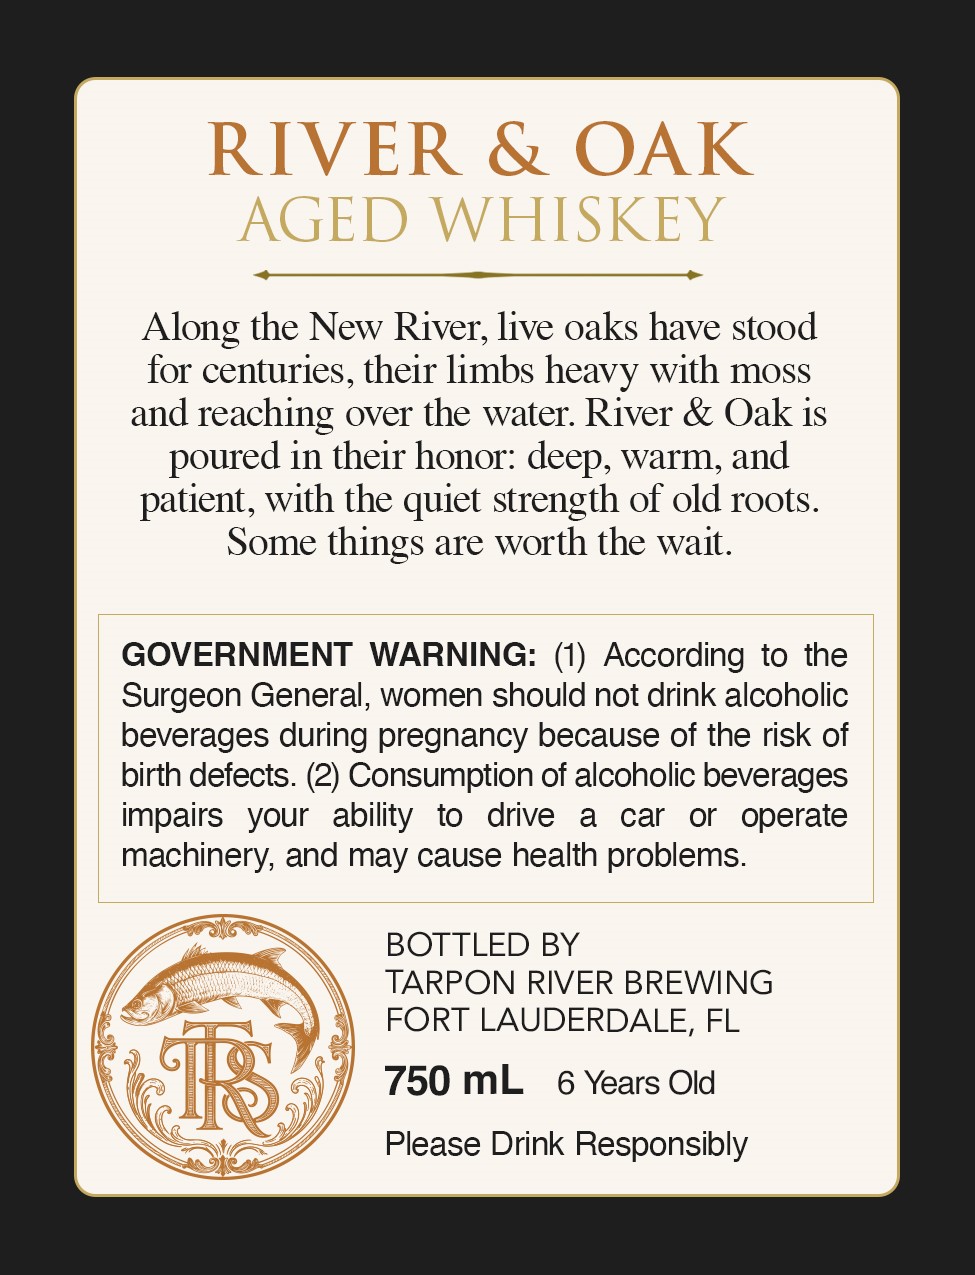 RIVER & OAK
AGED WHISKEY
Along the New River, live oaks have stood
for centuries, their limbs heavy with moss
and reaching over the water. River & Oak is
poured in their honor: deep, warm, and
patient, with the quiet strength of old roots.
Some things are worth the wait.
GOVERNMENT WARNING: (1) According to the
Surgeon General, women should not drink alcoholic
beverages during pregnancy because of the risk of
birth defects. (2) Consumption of alcoholic beverages
impairs your ability to drive a car or operate
machinery, and may cause health problems.
TRS
BOTTLED BY
TARPON RIVER BREWING
FORT LAUDERDALE, FL
750 mL 6 Years Old
Please Drink Responsibly